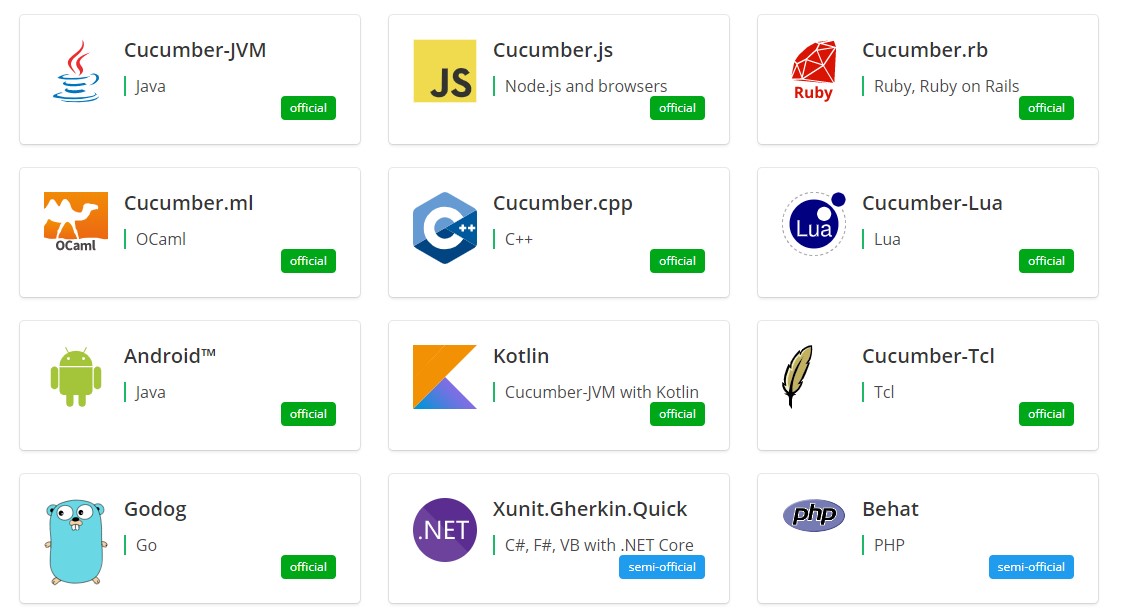 Cucumber-JVM
Java
official
JS
Cucumber.js
Node.js and browsers
official
Ruby
Cucumber.rb
Ruby, Ruby on Rails
official
OCaml
Cucumber.ml
OCaml
official
C++
Cucumber.cpp
C++
official
Lua
Cucumber-Lua
Lua
official
Android™
Java
official
Kotlin
Cucumber-JVM with Kotlin
official
Cucumber-Tcl
Tcl
official
Godog
Go
official
.NET
Xunit.Gherkin.Quick
C#, F#, VB with .NET Core
semi-official
php
Behat
PHP
semi-official